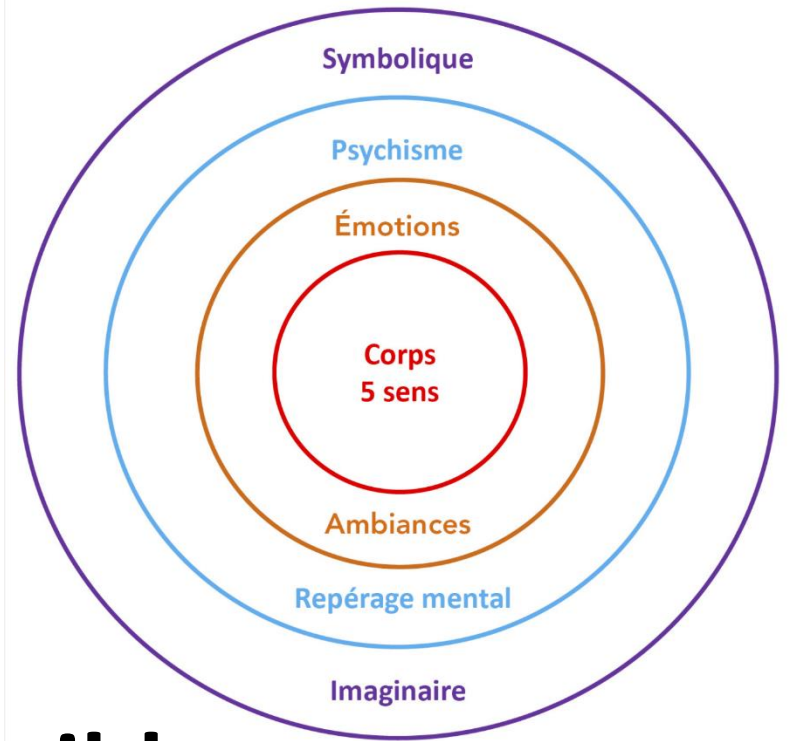 Symbolique
Psychisme
Émotions
Corps
5 sens
Ambiances
Repérage mental
Imaginaire